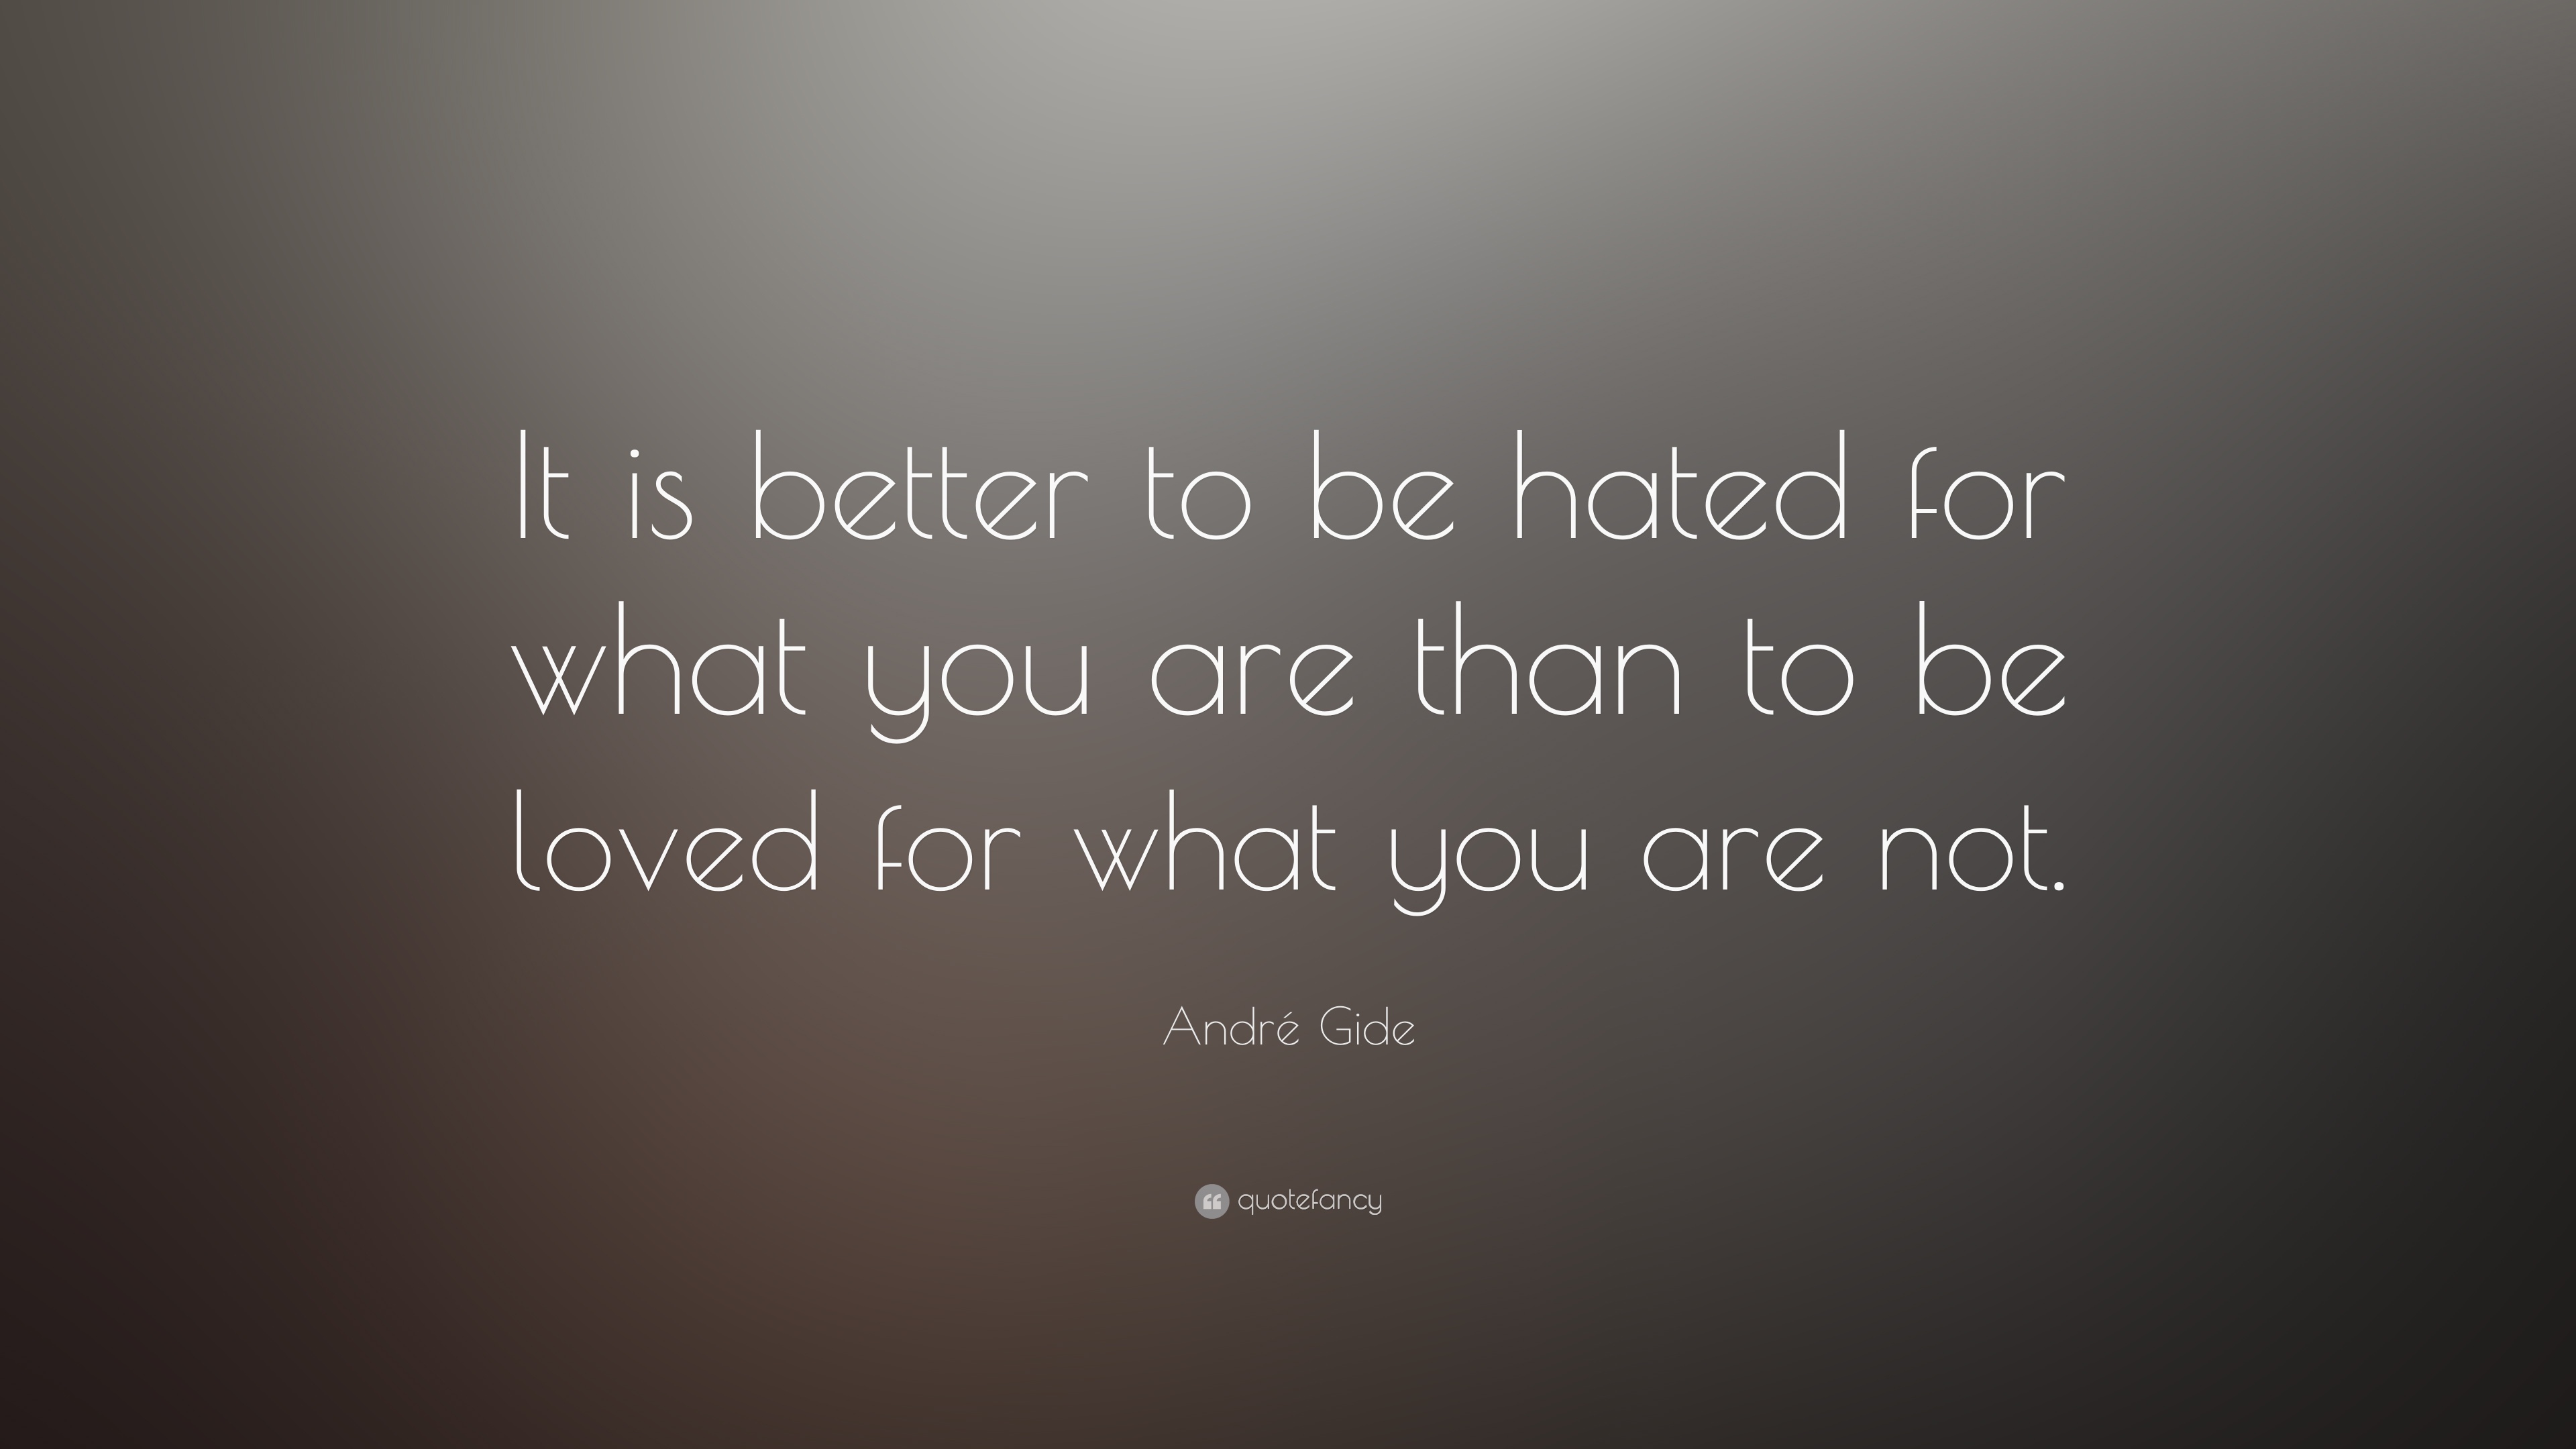 It is better to be hated for
what you are than to be
loved for what you are not.
André Gide
quotefancy